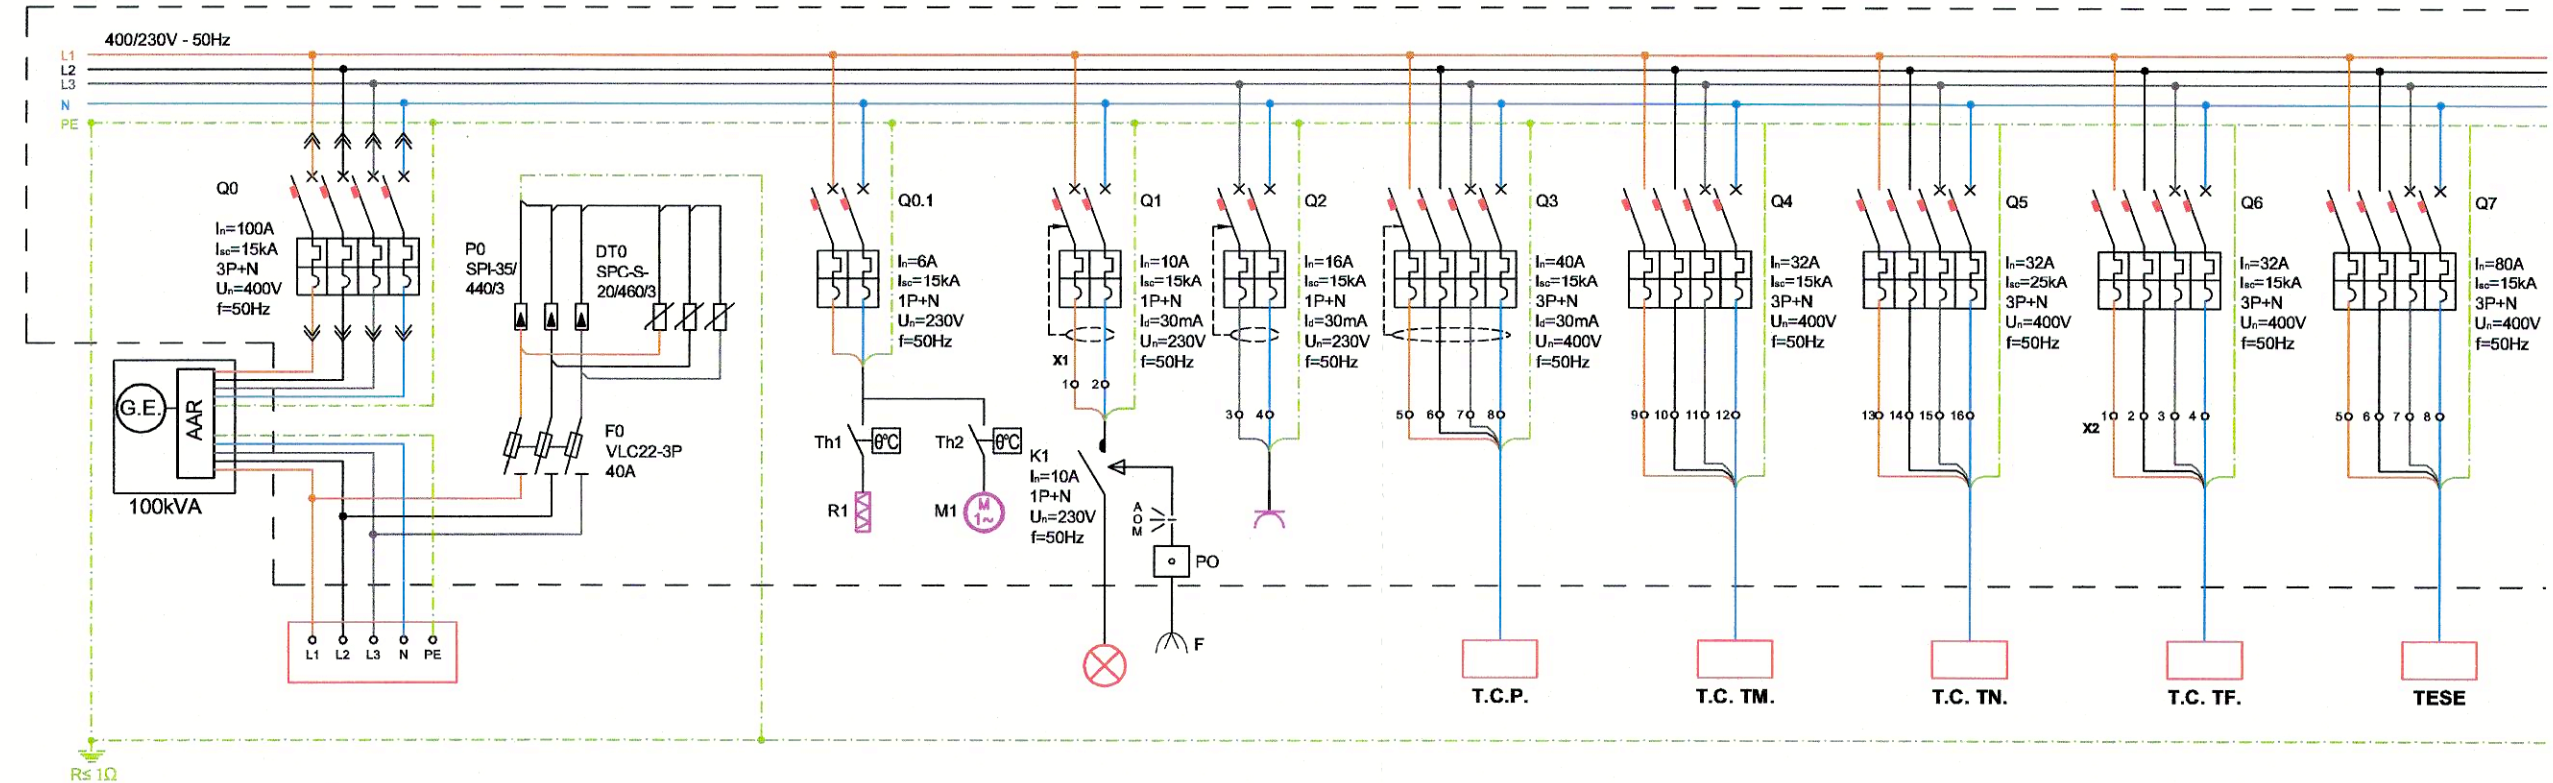 400/230V - 50Hz
L1
L2
L3
N
PE
Q0
In=100A
Isc=15kA
3P+N
Un=400V
f=50Hz
G.E.
AAR
100kVA
P0
SPI-35/
440/3
DT0
SPC-S-
20/460/3
F0
VLC22-3P
40A
L1 L2 L3 N PE
R≤ 1Ω
Q0.1
In=6A
Isc=15kA
1P+N
Un=230V
f=50Hz
Th1
θ°C
Th2
θ°C
R1
M1
M
1~
Q1
In=10A
Isc=15kA
1P+N
Id=30mA
Un=230V
f=50Hz
X1
1 2
K1
In=10A
1P+N
Un=230V
f=50Hz
A
O
M
PO
F
Q2
In=16A
Isc=15kA
1P+N
Id=30mA
Un=230V
f=50Hz
3 4
Q3
In=40A
Isc=15kA
3P+N
Id=30mA
Un=400V
f=50Hz
5 6 7 8
T.C.P.
Q4
In=32A
Isc=15kA
3P+N
Un=400V
f=50Hz
9 10 11 12
T.C. TM.
Q5
In=32A
Isc=25kA
3P+N
Un=400V
f=50Hz
13 14 15 16
T.C. TN.
Q6
In=32A
Isc=15kA
3P+N
Un=400V
f=50Hz
X2
1 2 3 4
T.C. TF.
Q7
In=80A
Isc=15kA
3P+N
Un=400V
f=50Hz
5 6 7 8
TESE